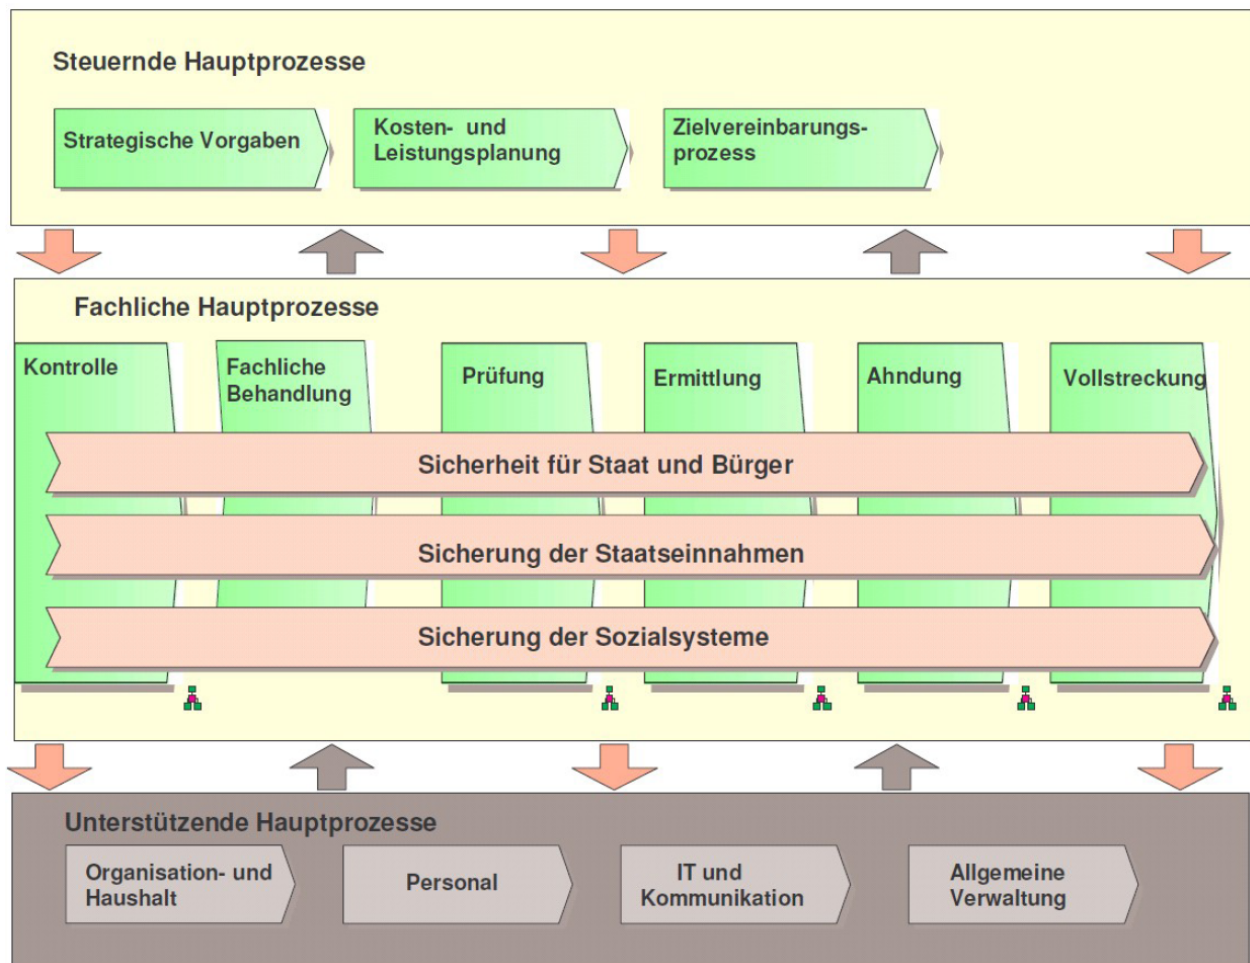 Steuernde Hauptprozesse
Strategische Vorgaben
Kosten- und
Leistungsplanung
Zielvereinbarungs-
prozess
Fachliche Hauptprozesse
Kontrolle
Fachliche
Behandlung
Prüfung
Ermittlung
Ahndung
Vollstreckung
Sicherheit für Staat und Bürger
Sicherung der Staatseinnahmen
Sicherung der Sozialsysteme
Unterstützende Hauptprozesse
Organisation- und
Haushalt
Personal
IT und
Kommunikation
Allgemeine
Verwaltung